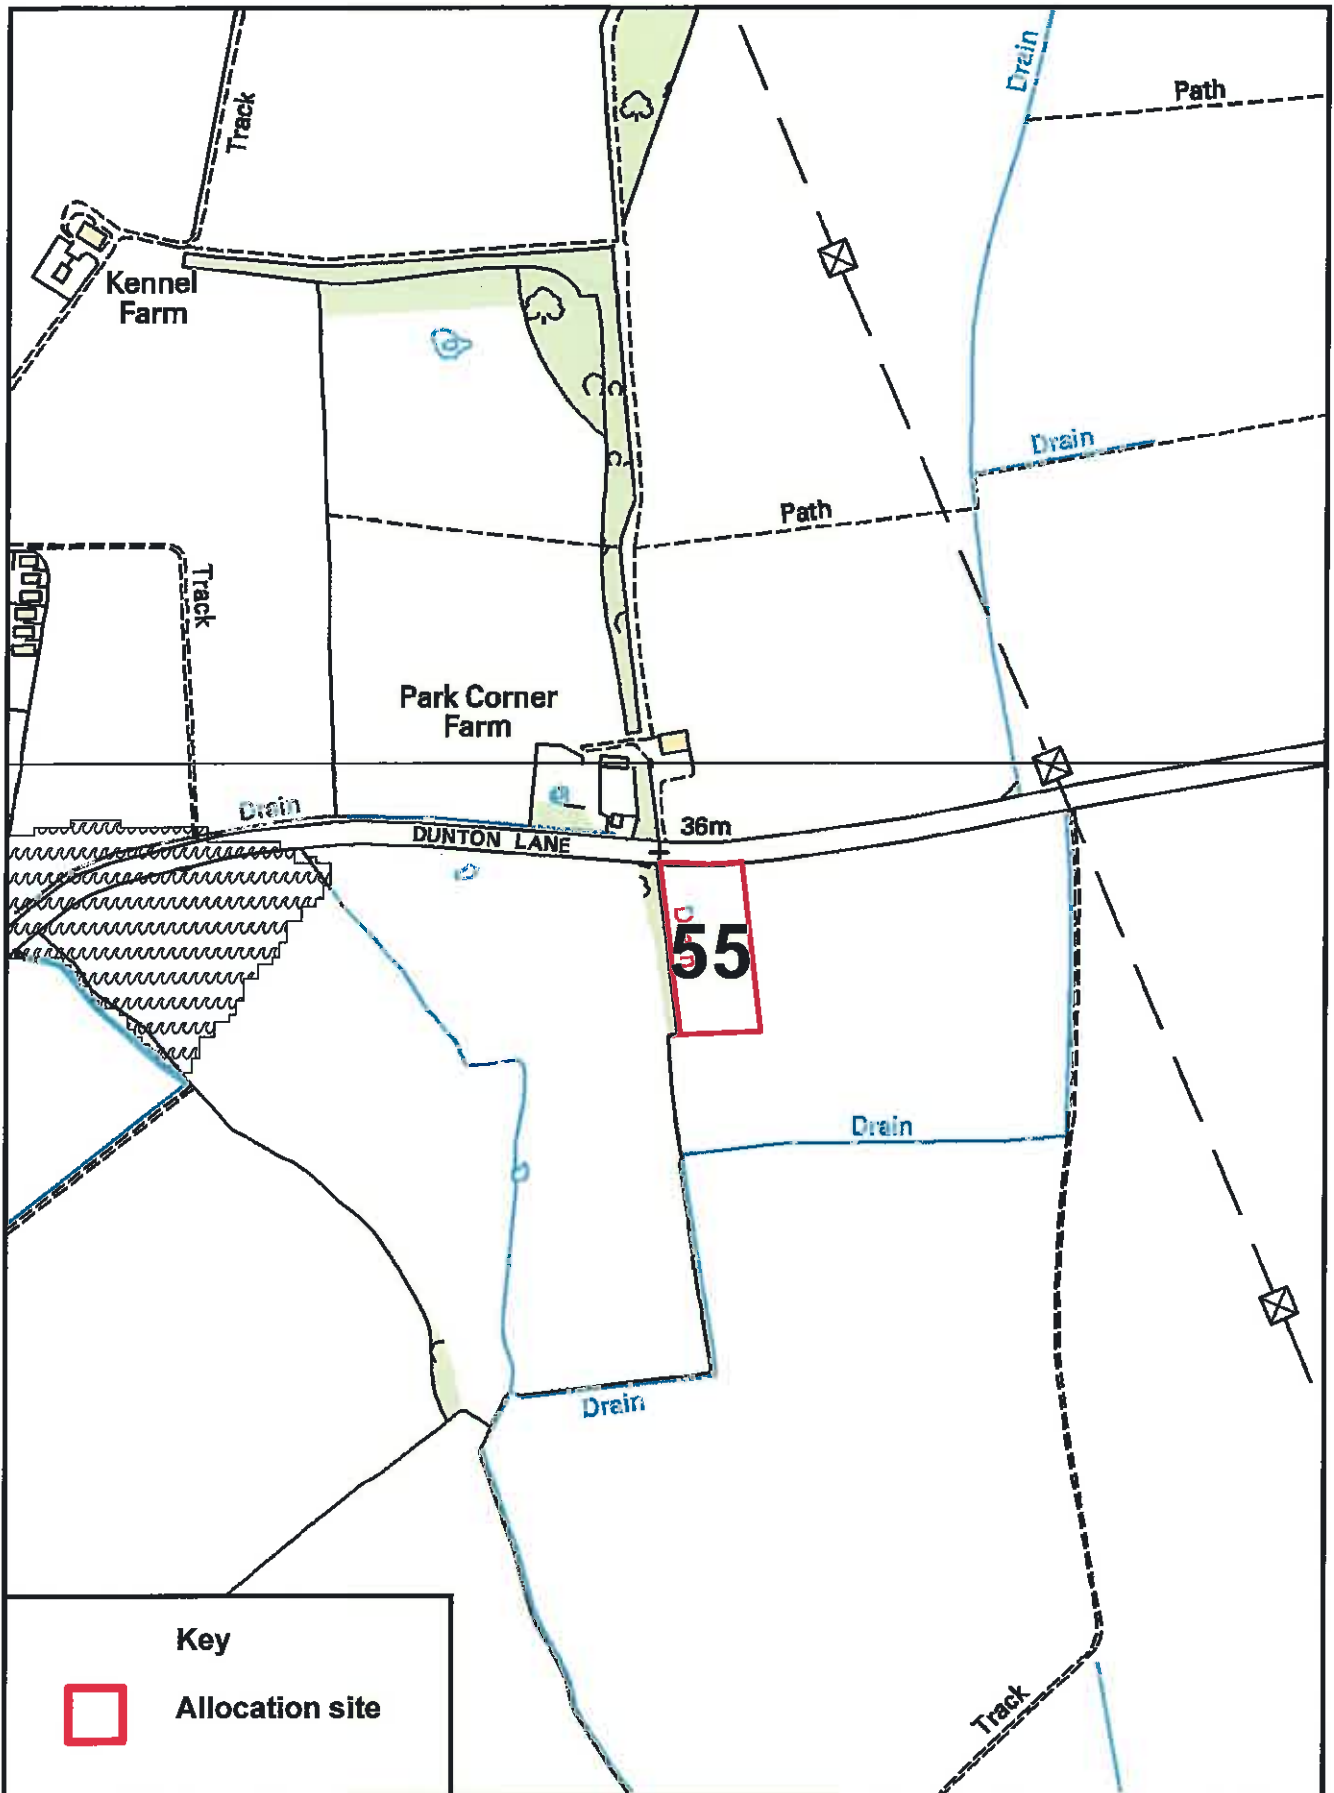 Drain
Path
Track
Kennel
Farm
Drain
Path
Track
Park Corner
Farm
Drain
DUNTON LANE
36m
55
Drain
Drain
Key
Allocation site
Track